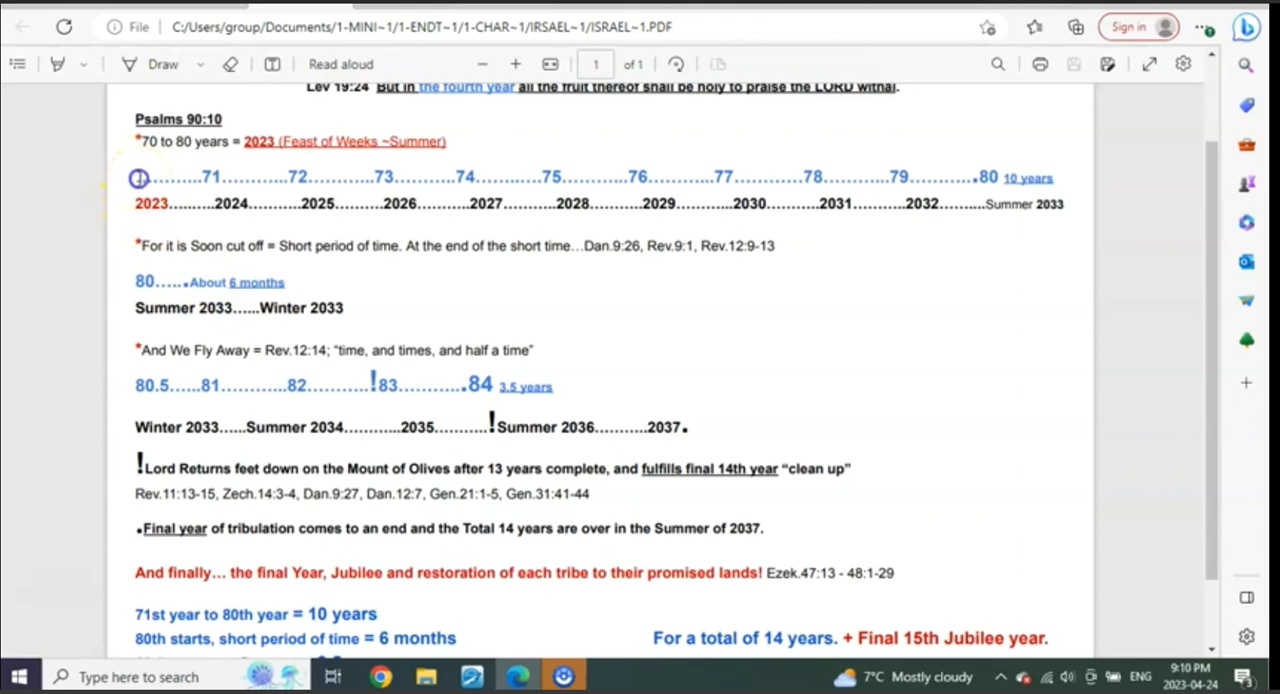 File C:/Users/group/Documents/1-MINI~1/1-ENDT~1/1-CHAR~1/IRSAEL~1/ISRAEL~1.PDF Sign in
Draw Read aloud 1 of 1
Lev 19:24 But in the fourth year all the fruit thereof shall be holy to praise the LORD withal.
Psalms 90:10
*70 to 80 years = 2023 (Feast of Weeks ~Summer)
..........71............72............73...........74............75............76............77............78............79............80 10 years
2023..........2024...........2025...........2026...........2027...........2028...........2029...........2030...........2031...........2032...........Summer 2033
*For it is Soon cut off = Short period of time. At the end of the short time...Dan.9:26, Rev.9:1, Rev.12:9-13
80......About 6 months
Summer 2033......Winter 2033
*And We Fly Away = Rev.12:14; "time, and times, and half a time"
80.5......81............82...........!83............84 3.5 years
Winter 2033......Summer 2034...........2035..........!Summer 2036..........2037.
!Lord Returns feet down on the Mount of Olives after 13 years complete, and fulfills final 14th year "clean up"
Rev.11:13-15, Zech.14:3-4, Dan.9:27, Dan.12:7, Gen.21:1-5, Gen.31:41-44
.Final year of tribulation comes to an end and the Total 14 years are over in the Summer of 2037.
And finally... the final Year, Jubilee and restoration of each tribe to their promised lands! Ezek.47:13 - 48:1-29
71st year to 80th year = 10 years
80th starts, short period of time = 6 months For a total of 14 years. + Final 15th Jubilee year.
Type here to search 7°C Mostly cloudy ENG 9:10 PM
2023-04-24